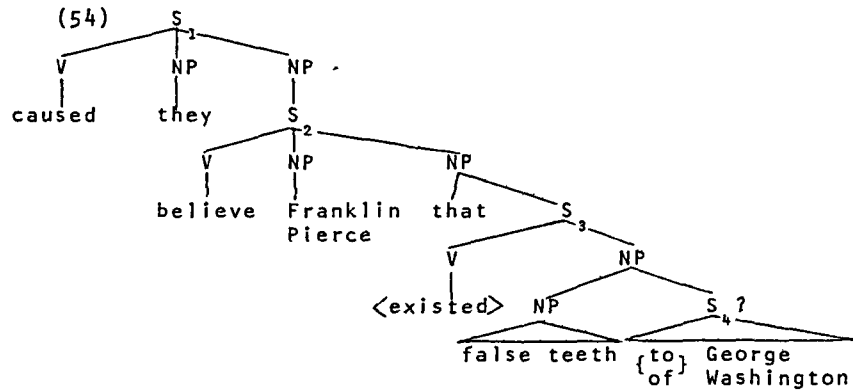 (54) S1
V NP NP
caused they S2
V NP NP
believe Franklin that S3
Pierce
V NP
<existed> NP S4?
false teeth {to} George
of Washington